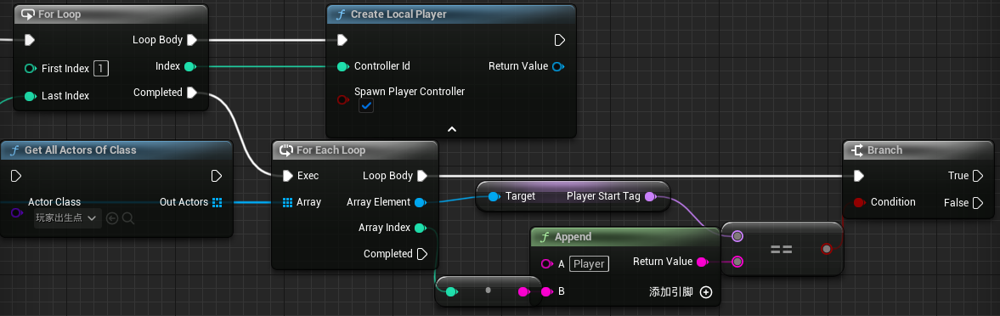 For Loop
Loop Body
First Index 1
Index
Last Index
Completed
f Create Local Player
Controller Id
Return Value
Spawn Player Controller
f Get All Actors Of Class
Actor Class
Out Actors
玩家出生点
For Each Loop
Exec
Loop Body
Array
Array Element
Array Index
Completed
Target
Player Start Tag
f Append
A Player
Return Value
B
添加引脚
==
Branch
True
Condition
False